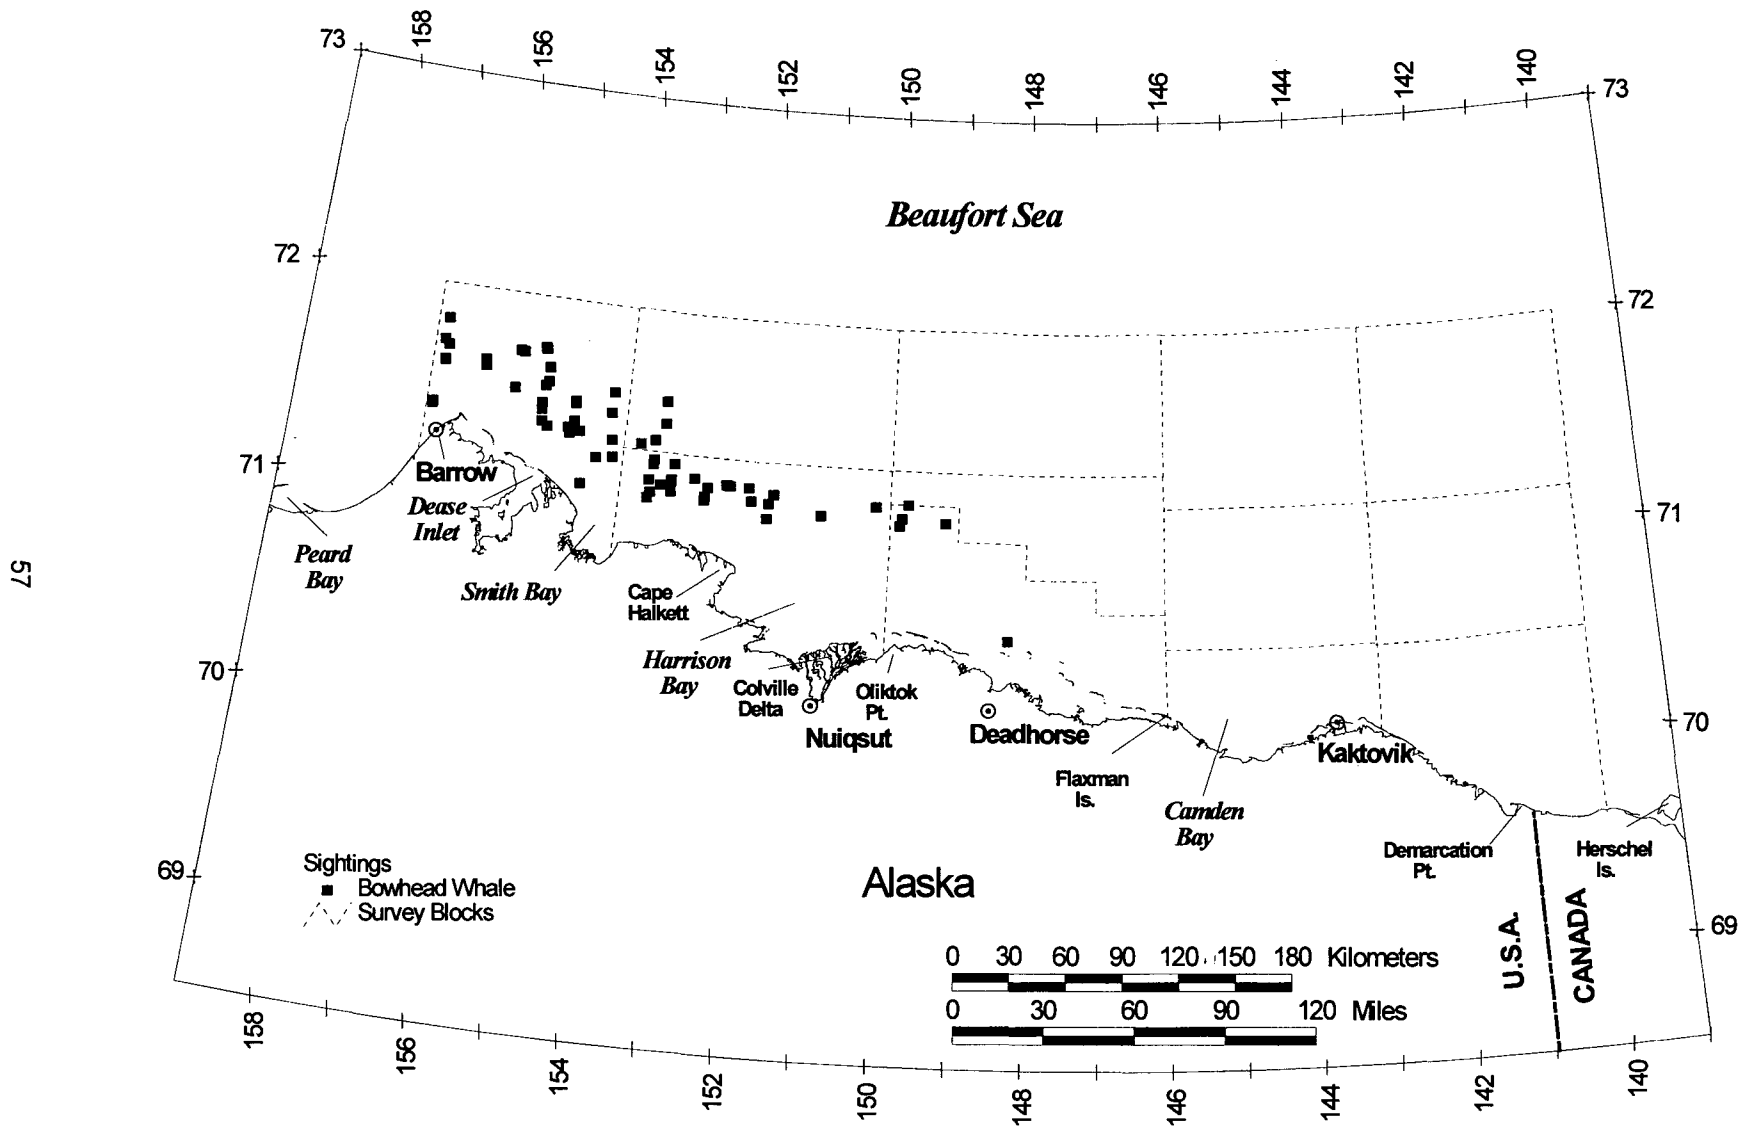 158
156
154
152
150
148
146
144
142
140
73
73
Beaufort Sea
72
72
71
71
Barrow
Dease
Inlet
Peard
Bay
Smith Bay
Cape
Halkett
Harrison
Bay
Colville
Delta
Oliktok
Pt.
Nuiqsut
Deadhorse
Flaxman
Is.
Camden
Bay
Kaktovik
70
70
Demarcation
Pt.
Herschel
Is.
69
69
Alaska
U.S.A.
CANADA
Sightings
Bowhead Whale
Survey Blocks
0 30 60 90 120 150 180 Kilometers
0 30 60 90 120 Miles
158
156
154
152
150
148
146
144
142
140
57